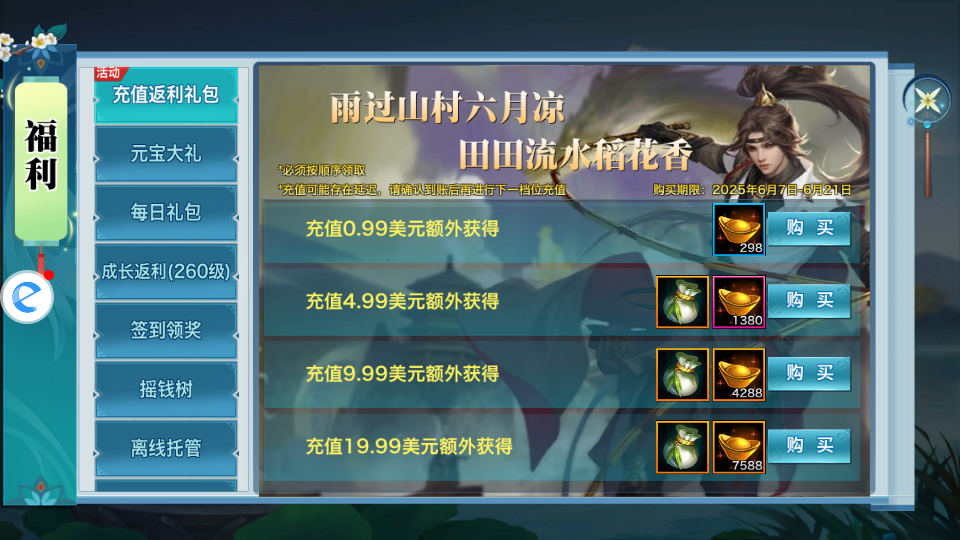 福利
活动
充值返利礼包
元宝大礼
每日礼包
成长返利(260级)
签到领奖
摇钱树
离线托管
雨过山村六月凉
田田流水稻花香
*必须按顺序领取
*充值可能存在延迟，请确认到账后再进行下一档位充值
购买期限：2025年6月7日-6月21日
充值0.99美元额外获得
298
购 买
充值4.99美元额外获得
1380
购 买
充值9.99美元额外获得
4288
购 买
充值19.99美元额外获得
7588
购 买